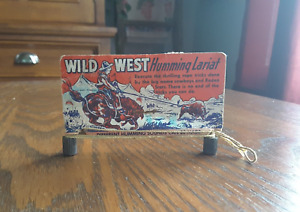 WILD WEST Humming Lariat
Execute the thrilling rope tricks done
by the big name cowboys and Rodeo
Stars. There is no end of the
tricks you can do.